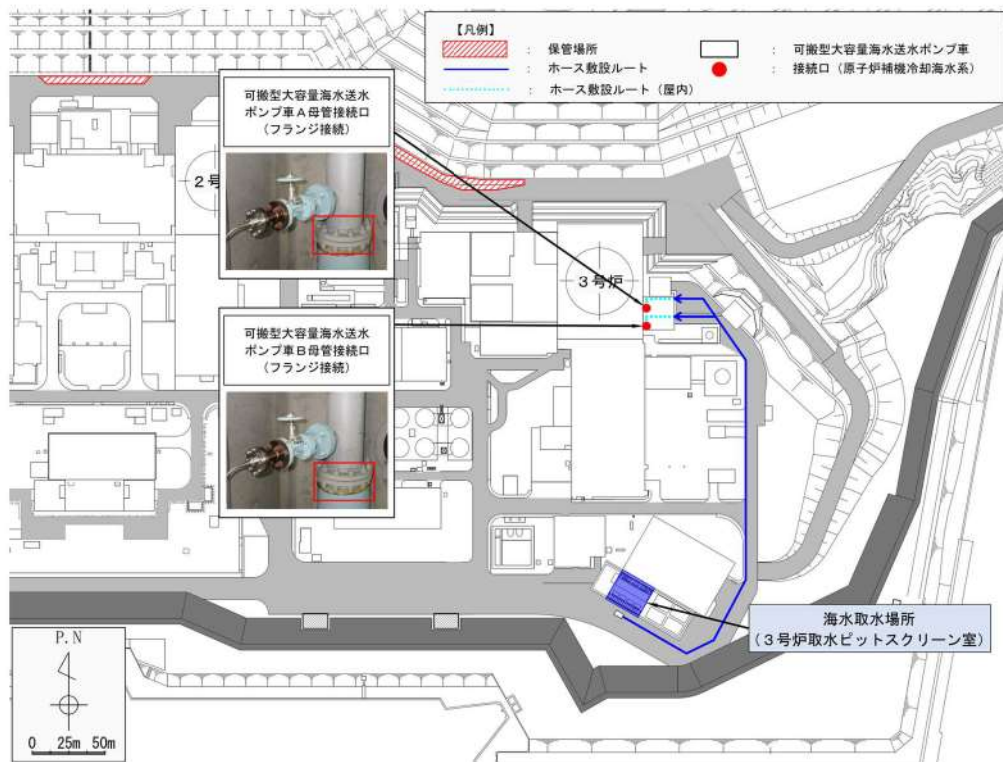 【凡例】
： 保管場所
： ホース敷設ルート
： ホース敷設ルート（屋内）
： 可搬型大容量海水送水ポンプ車
： 接続口（原子炉補機冷却海水系）
可搬型大容量海水送水
ポンプ車Ａ母管接続口
（フランジ接続）
２号
３号炉
可搬型大容量海水送水
ポンプ車Ｂ母管接続口
（フランジ接続）
海水取水場所
（３号炉取水ピットスクリーン室）
P.N
0 25m 50m